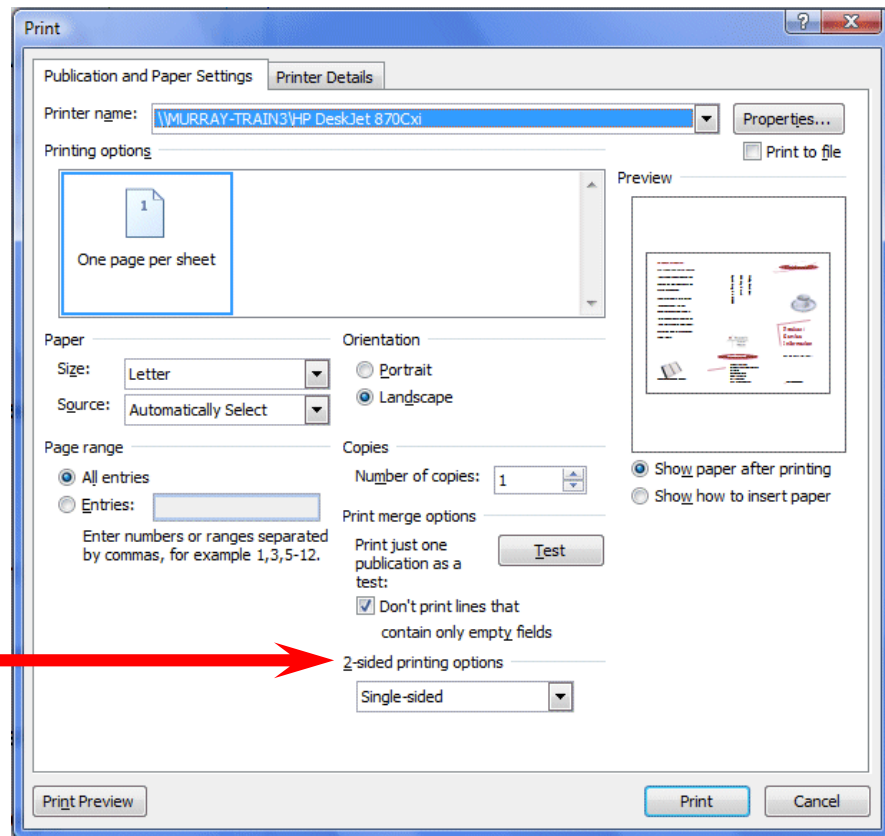 Print
Publication and Paper Settings
Printer Details
Printer name:
\\MURRAY-TRAIN3\HP DeskJet 870Cxi
Properties...
Printing options
Print to file
Preview
1
One page per sheet
Paper
Size:
Letter
Source:
Automatically Select
Orientation
Portrait
Landscape
Page range
All entries
Entries:
Enter numbers or ranges separated
by commas, for example 1,3,5-12.
Copies
Number of copies:
1
Show paper after printing
Show how to insert paper
Print merge options
Print just one
publication as a
test:
Test
Don't print lines that
contain only empty fields
2-sided printing options
Single-sided
Print Preview
Print
Cancel